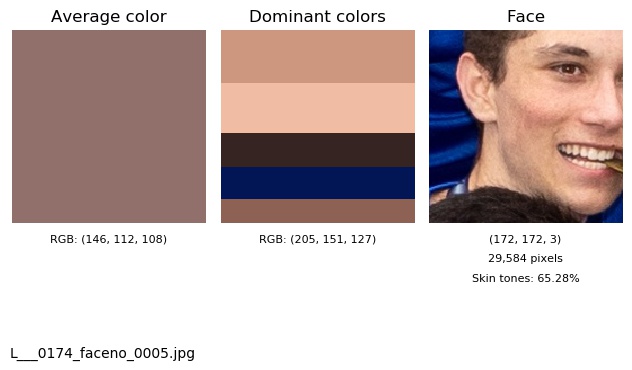 Average color
Dominant colors
Face
RGB: (146, 112, 108)
RGB: (205, 151, 127)
(172, 172, 3)
29,584 pixels
Skin tones: 65.28%
L___0174_faceno_0005.jpg